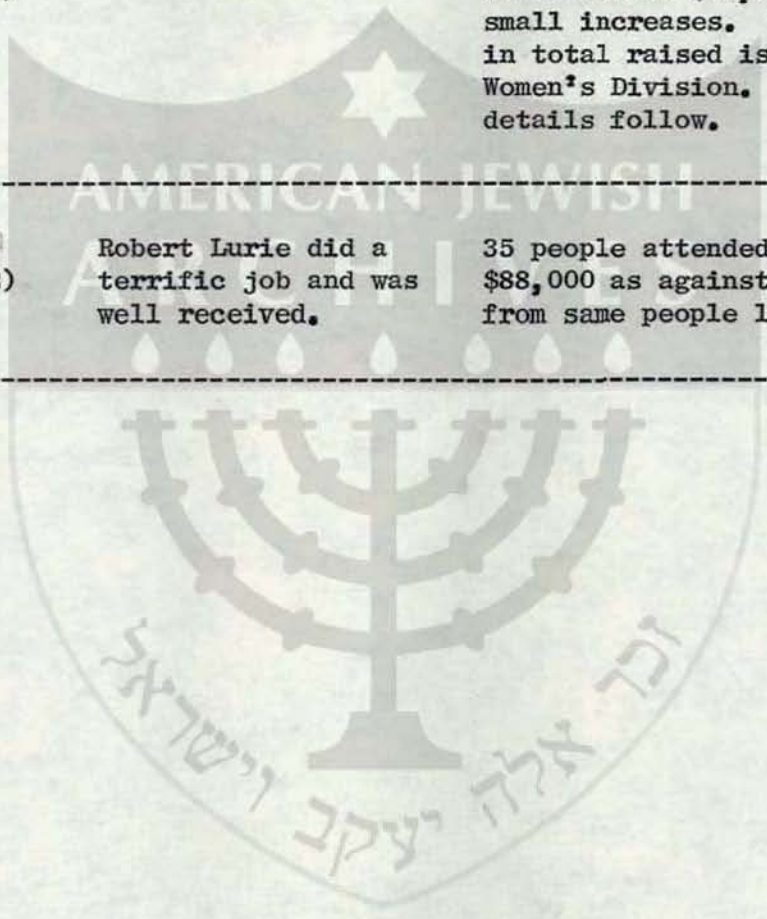 small increases.
in total raised is
Women's Division.
details follow.
AMERICAN JEWISH
ARCHIVES
Robert Lurie did a
terrific job and was
well received.
35 people attended
$88,000 as against
from same people
זכר אלה יעקב וישראל